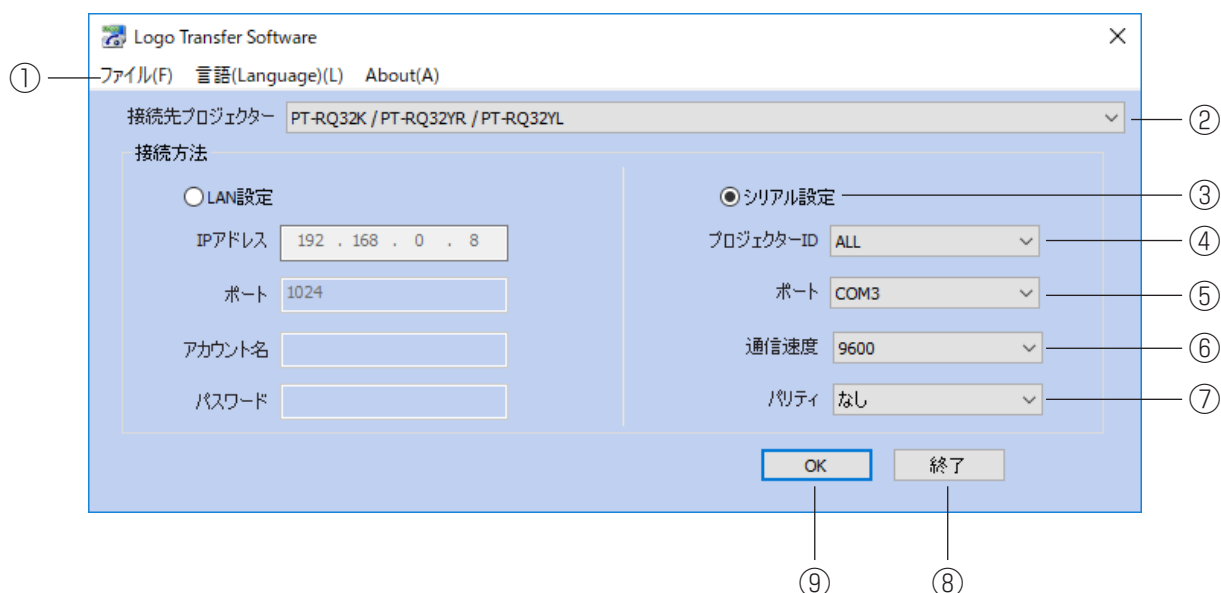 Logo Transfer Software
① ファイル(F) 言語(Language)(L) About(A)
接続先プロジェクター PT-RQ32K / PT-RQ32YR / PT-RQ32YL ②
接続方法
LAN設定 シリアル設定 ③
IPアドレス 192 . 168 . 0 . 8 プロジェクターID ALL ④
ポート 1024 ポート COM3 ⑤
アカウント名 通信速度 9600 ⑥
パスワード パリティ なし ⑦
OK 終了
⑨ ⑧